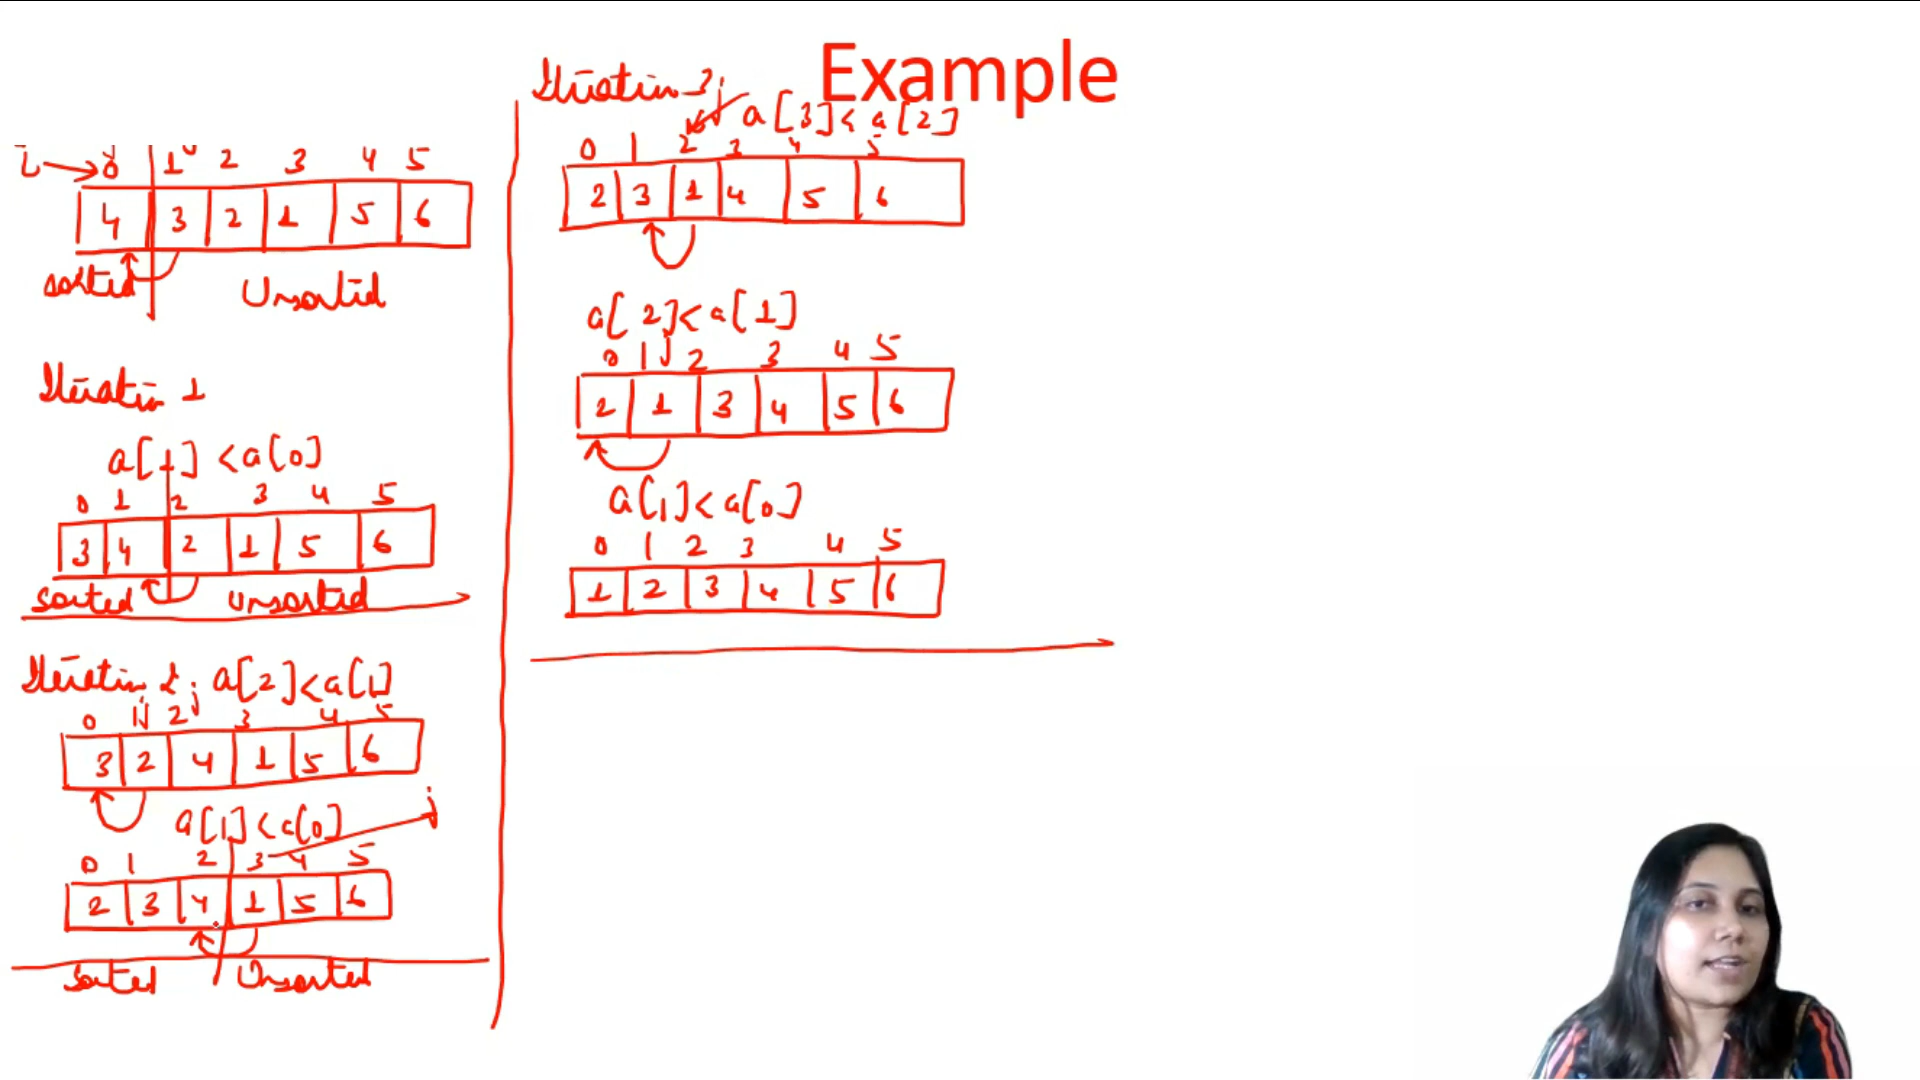 Example
i → 0 1 2 3 4 5
4 3 2 1 5 6
sorted Unsorted
Iteration 1
a[1] < a[0]
0 1 2 3 4 5
3 4 2 1 5 6
sorted unsorted
Iteration 2: a[2] < a[1]
0 1 j 2 j 3 4 5
3 2 4 1 5 6
a[1] < a[0] j
0 1 2 3 4 5
2 3 4 1 5 6
Sorted Unsorted
Iteration 3: j a[3] < a[2]
0 1 2 3 4 5
2 3 1 4 5 6
a[2] < a[1]
0 1 j 2 3 4 5
2 1 3 4 5 6
a[1] < a[0]
0 1 2 3 4 5
1 2 3 4 5 6